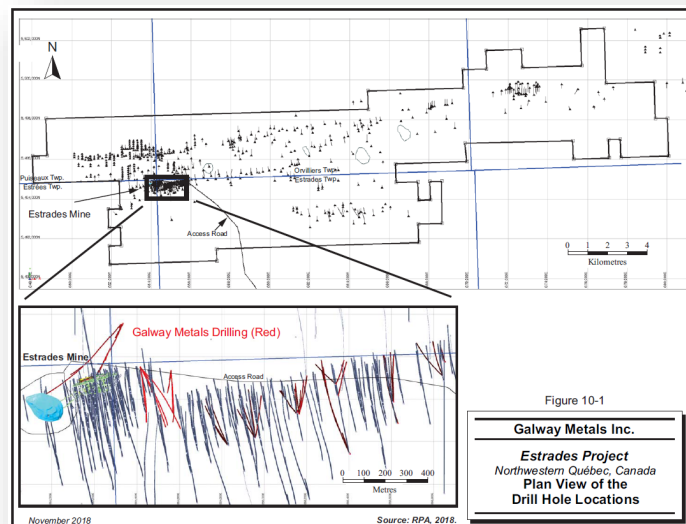 N
Puiseaux Twp.
Estrées Twp.
Orvilliers Twp.
Estrades Twp.
Estrades Mine
Access Road
0 1 2 3 4
Kilometres
Galway Metals Drilling (Red)
Estrades Mine
Access Road
0 100 200 300 400
Metres
Figure 10-1
Galway Metals Inc.
Estrades Project
Northwestern Québec, Canada
Plan View of the
Drill Hole Locations
November 2018
Source: RPA, 2018.